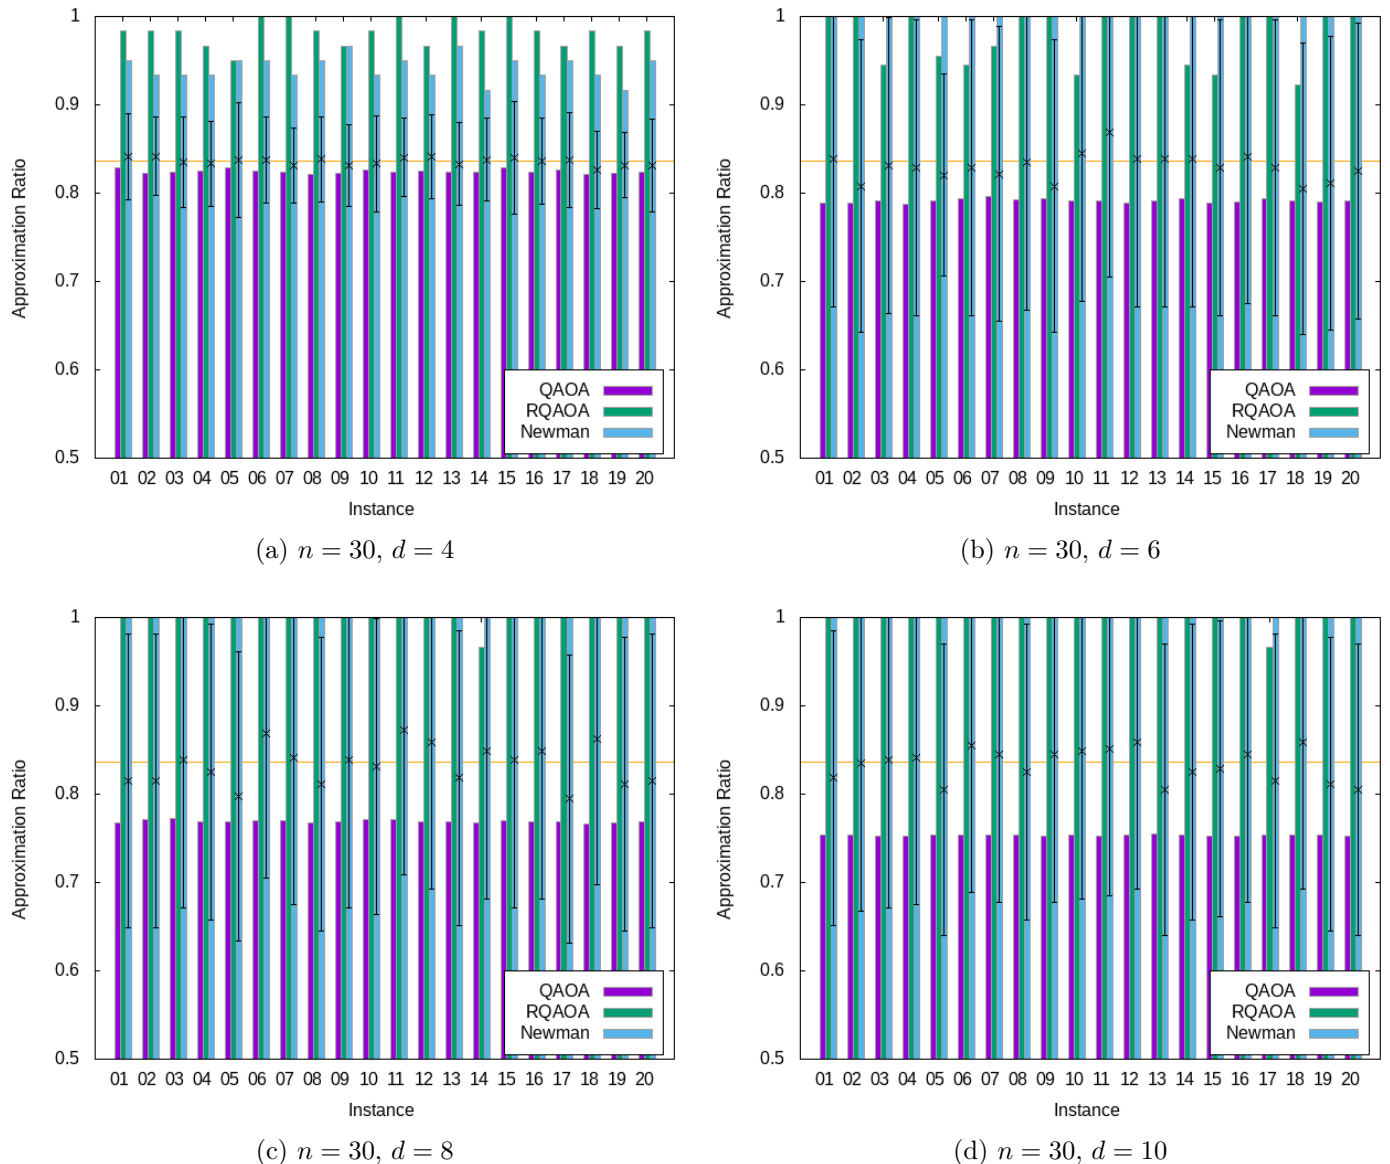 1
0.9
0.8
0.7
0.6
0.5
Approximation Ratio
QAOA
RQAOA
Newman
01 02 03 04 05 06 07 08 09 10 11 12 13 14 15 16 17 18 19 20
Instance
(a) n = 30, d = 4
1
0.9
0.8
0.7
0.6
0.5
Approximation Ratio
QAOA
RQAOA
Newman
01 02 03 04 05 06 07 08 09 10 11 12 13 14 15 16 17 18 19 20
Instance
(b) n = 30, d = 6
1
0.9
0.8
0.7
0.6
0.5
Approximation Ratio
QAOA
RQAOA
Newman
01 02 03 04 05 06 07 08 09 10 11 12 13 14 15 16 17 18 19 20
Instance
(c) n = 30, d = 8
1
0.9
0.8
0.7
0.6
0.5
Approximation Ratio
QAOA
RQAOA
Newman
01 02 03 04 05 06 07 08 09 10 11 12 13 14 15 16 17 18 19 20
Instance
(d) n = 30, d = 10